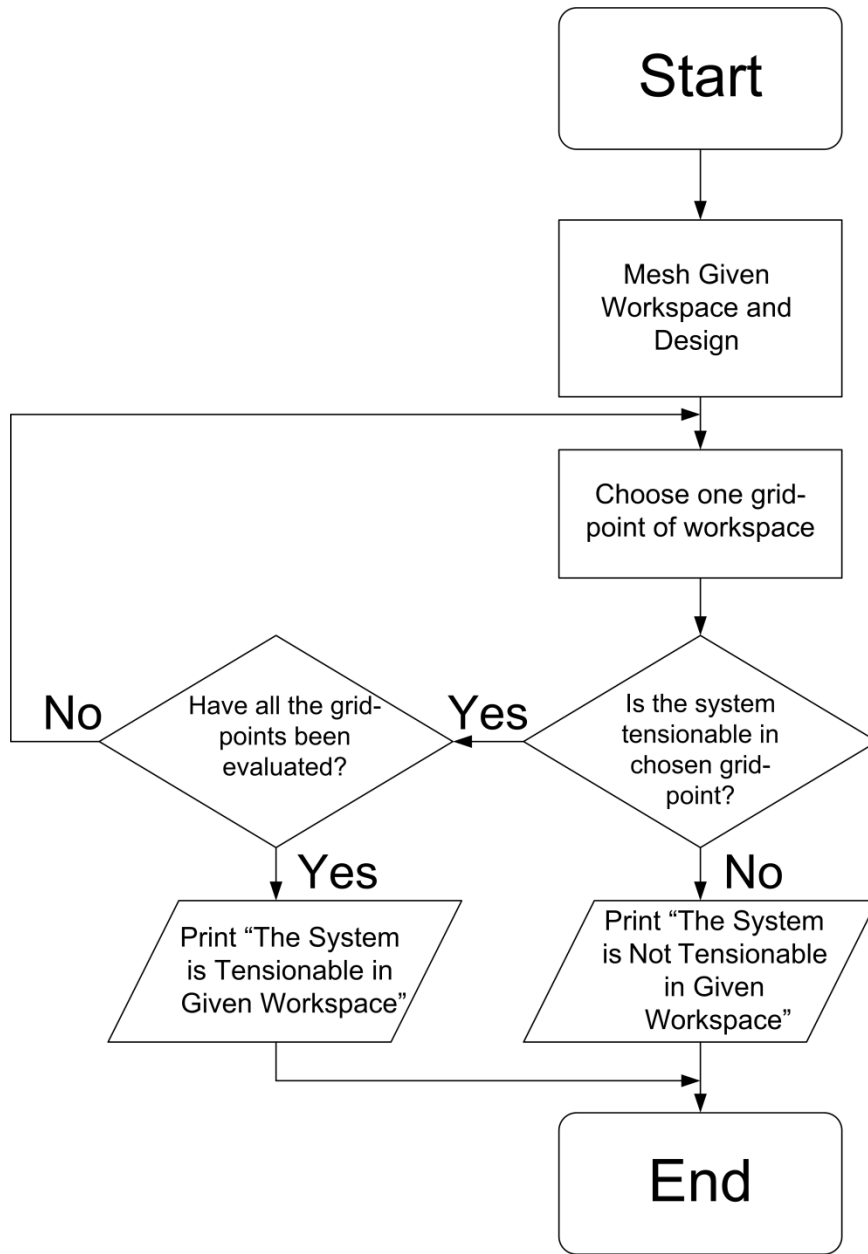 Start
Mesh Given
Workspace and
Design
Choose one grid-
point of workspace
Is the system
tensionable in
chosen grid-
point?
Yes
Have all the grid-
points been
evaluated?
No
Yes
Print “The System
is Tensionable in
Given Workspace”
No
Print “The System
is Not Tensionable
in Given
Workspace”
End